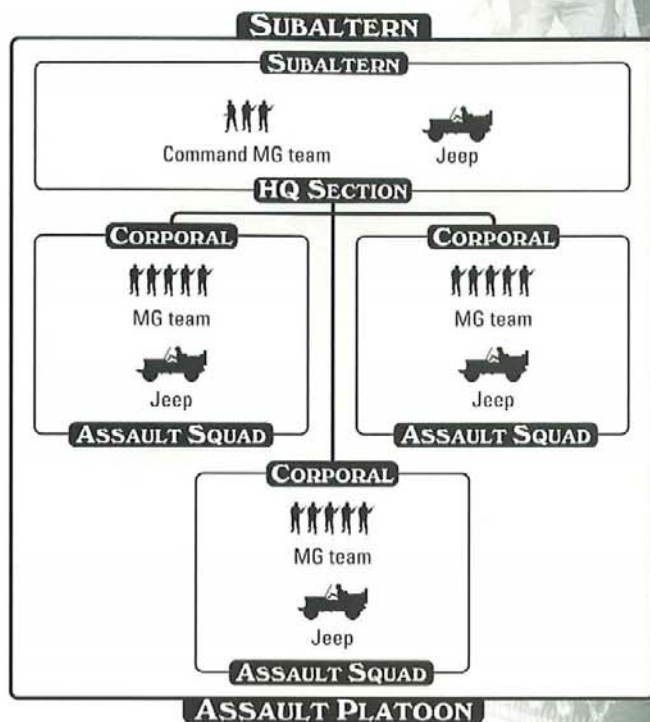 SUBALTERN
SUBALTERN
Command MG team
Jeep
HQ SECTION
CORPORAL
MG team
Jeep
ASSAULT SQUAD
CORPORAL
MG team
Jeep
ASSAULT SQUAD
CORPORAL
MG team
Jeep
ASSAULT SQUAD
ASSAULT PLATOON